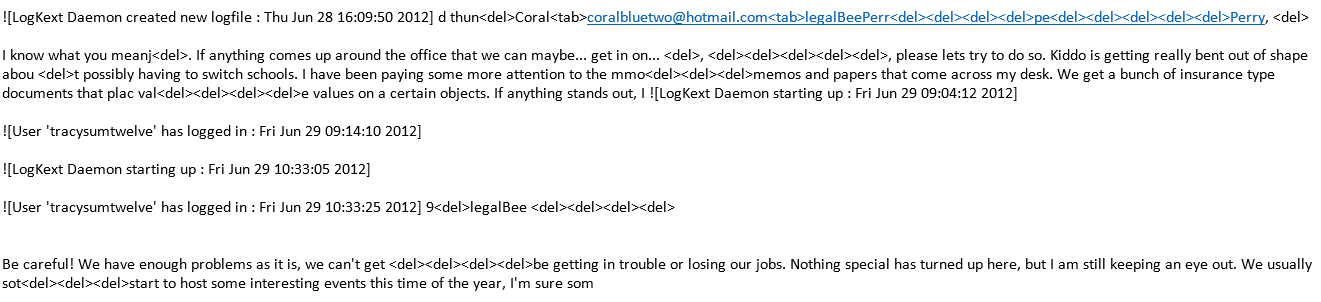 ![LogKext Daemon created new logfile : Thu Jun 28 16:09:50 2012] d thun<del>Coral<tab>coralbluetwo@hotmail.com<tab>legalBeePerr<del><del><del><del>pe<del><del><del><del><del>Perry, <del>
I know what you meanj<del>. If anything comes up around the office that we can maybe... get in on... <del>, <del><del><del><del><del>, please lets try to do so. Kiddo is getting really bent out of shape
abou <del>t possibly having to switch schools. I have been paying some more attention to the mmo<del><del><del>memos and papers that come across my desk. We get a bunch of insurance type
documents that plac val<del><del><del><del>e values on a certain objects. If anything stands out, I ![LogKext Daemon starting up : Fri Jun 29 09:04:12 2012]
![User 'tracysumtwelve' has logged in : Fri Jun 29 09:14:10 2012]
![LogKext Daemon starting up : Fri Jun 29 10:33:05 2012]
![User 'tracysumtwelve' has logged in : Fri Jun 29 10:33:25 2012] 9<del>legalBee <del><del><del><del>
Be careful! We have enough problems as it is, we can't get <del><del><del><del>be getting in trouble or losing our jobs. Nothing special has turned up here, but I am still keeping an eye out. We usually
sot<del><del><del>start to host some interesting events this time of the year, I'm sure som